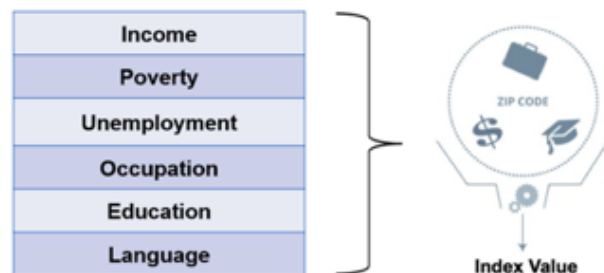 Income
Poverty
Unemployment
Occupation
Education
Language
ZIP CODE
Index Value